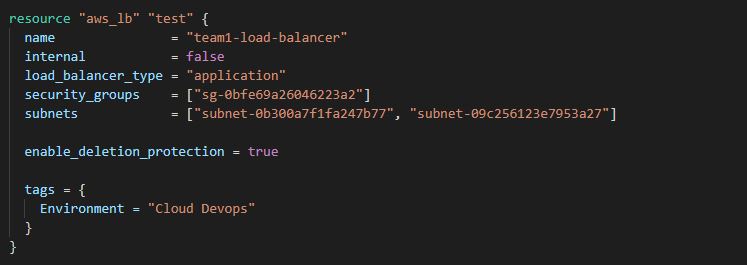 resource "aws_lb" "test" {
  name               = "team1-load-balancer"
  internal           = false
  load_balancer_type = "application"
  security_groups    = ["sg-0bfe69a26046223a2"]
  subnets            = ["subnet-0b300a7f1fa247b77", "subnet-09c256123e7953a27"]

  enable_deletion_protection = true

  tags = {
    Environment = "Cloud Devops"
  }
}